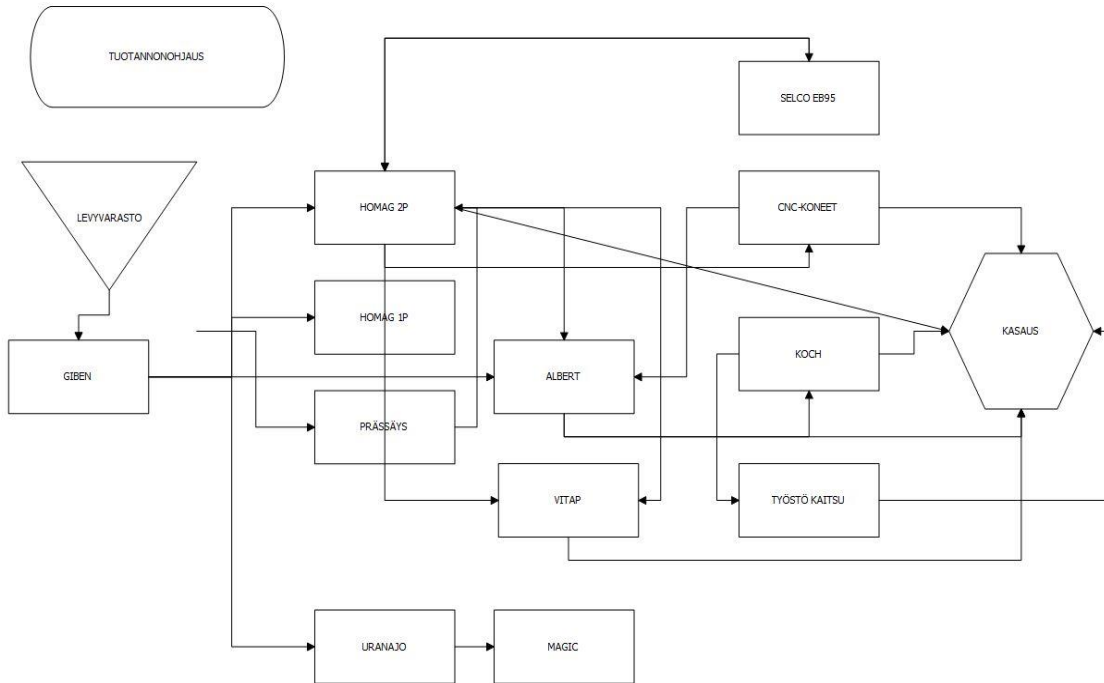 TUOTANNONOHJAUS
SELCO EB95
LEVYVARASTO
HOMAG 2P
CNC-KONEET
HOMAG 1P
KASAUS
GIBEN
ALBERT
KOCH
PRÄSSÄYS
VITAP
TYÖSTÖ KAITSU
URANAJO
MAGIC